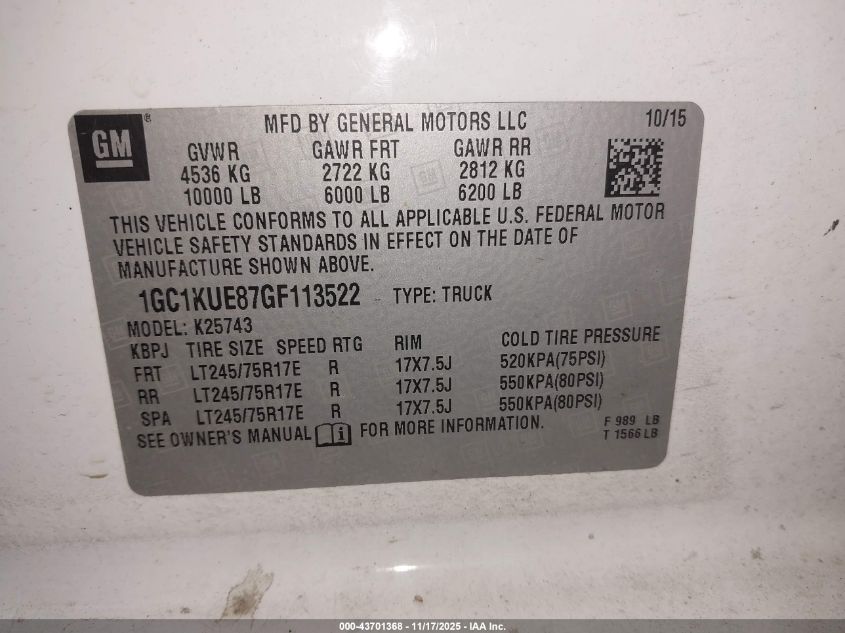 GM ® MFD BY GENERAL MOTORS LLC 10/15
GVWR GAWR FRT GAWR RR
4536 KG 2722 KG 2812 KG
10000 LB 6000 LB 6200 LB
THIS VEHICLE CONFORMS TO ALL APPLICABLE U.S. FEDERAL MOTOR
VEHICLE SAFETY STANDARDS IN EFFECT ON THE DATE OF
MANUFACTURE SHOWN ABOVE.
1GC1KUE87GF113522 TYPE: TRUCK
MODEL: K25743
KBPJ TIRE SIZE SPEED RTG RIM COLD TIRE PRESSURE
FRT LT245/75R17E R 17X7.5J 520KPA(75PSI)
RR LT245/75R17E R 17X7.5J 550KPA(80PSI)
SPA LT245/75R17E R 17X7.5J 550KPA(80PSI)
SEE OWNER'S MANUAL i FOR MORE INFORMATION. F 989 LB
T 1566 LB
000-43701368 - 11/17/2025 - IAA Inc.